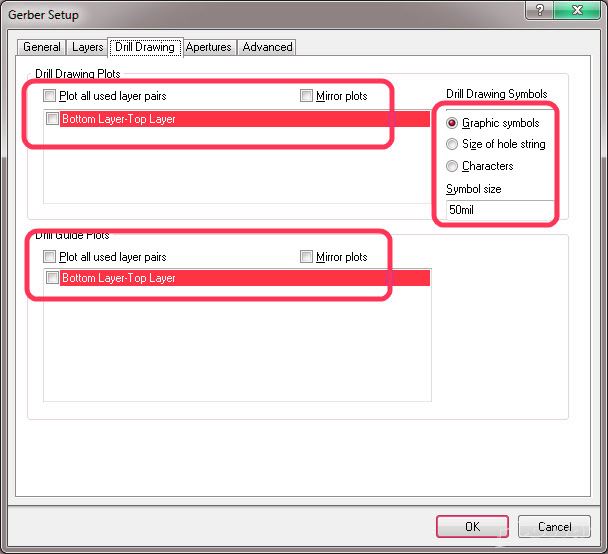 Gerber Setup
General Layers Drill Drawing Apertures Advanced
Drill Drawing Plots
Plot all used layer pairs Mirror plots
Bottom Layer-Top Layer
Drill Drawing Symbols
Graphic symbols
Size of hole string
Characters
Symbol size
50mil
Drill Guide Plots
Plot all used layer pairs Mirror plots
Bottom Layer-Top Layer
OK Cancel